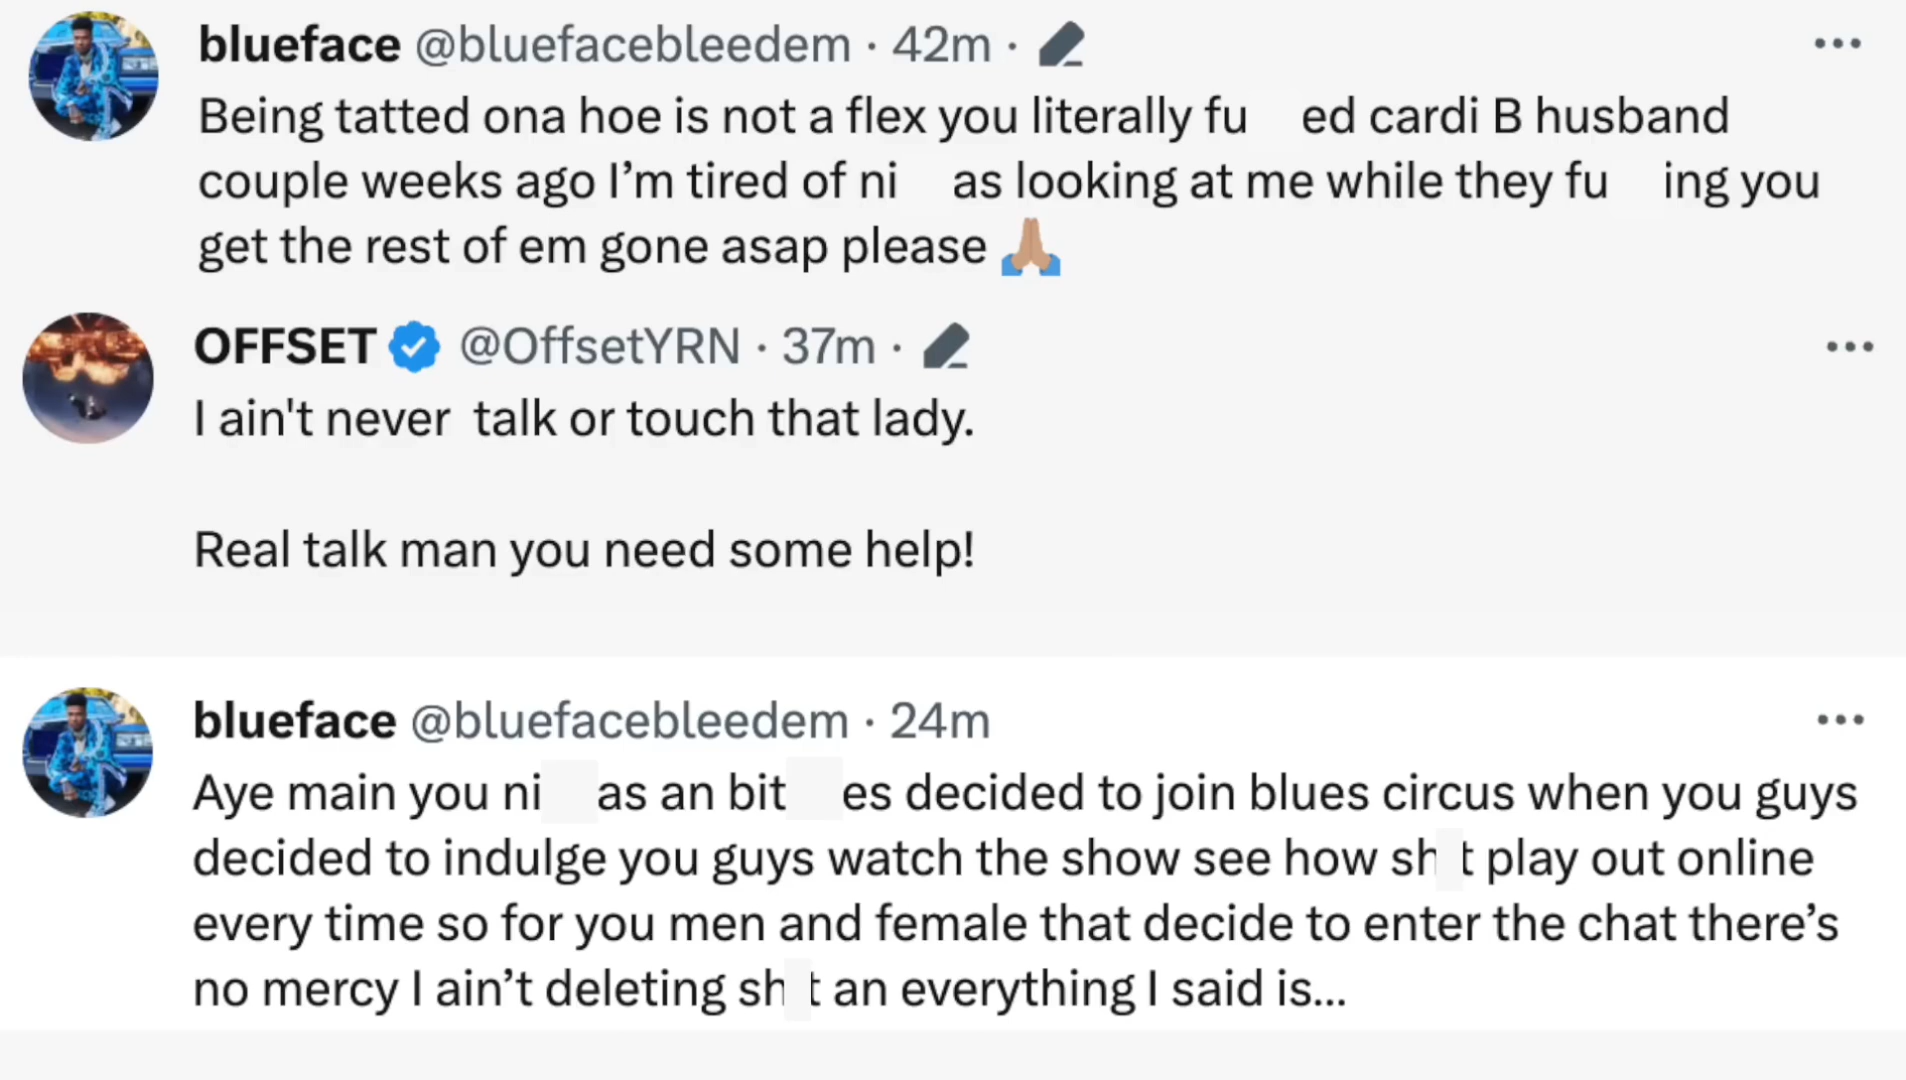 blueface @bluefacebleedem · 42m ·
Being tatted ona hoe is not a flex you literally fu ed cardi B husband
couple weeks ago I’m tired of ni as looking at me while they fu ing you
get the rest of em gone asap please 🙏🏽
OFFSET @OffsetYRN · 37m ·
I ain't never talk or touch that lady.
Real talk man you need some help!
blueface @bluefacebleedem · 24m
Aye main you ni as an bit es decided to join blues circus when you guys
decided to indulge you guys watch the show see how sh t play out online
every time so for you men and female that decide to enter the chat there’s
no mercy I ain’t deleting sh t an everything I said is...